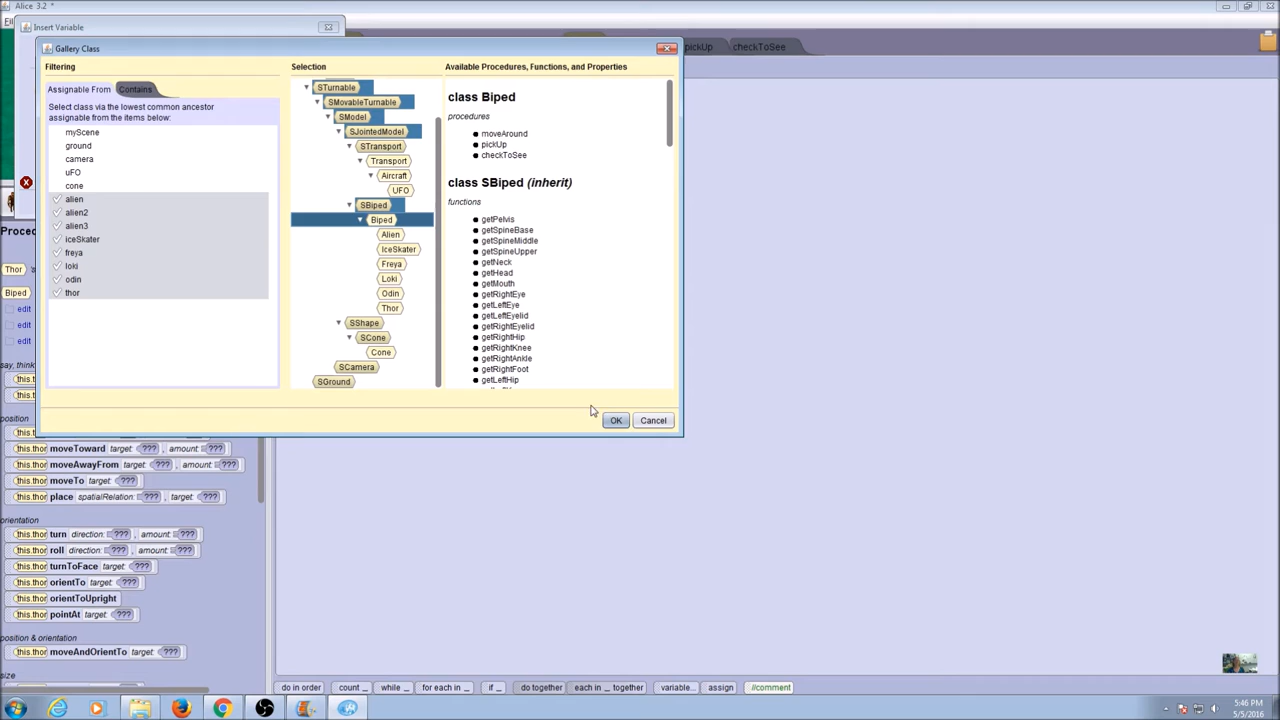 Alice 3.2 *
Insert Variable
Gallery Class
pickUp
checkToSee
Filtering
Selection
Available Procedures, Functions, and Properties
Assignable From
Contains
Select class via the lowest common ancestor
assignable from the items below:
myScene
ground
camera
uFO
cone
alien
alien2
alien3
iceSkater
freya
loki
odin
thor
STurnable
SMovableTurnable
SModel
SJointedModel
STransport
Transport
Aircraft
UFO
SBiped
Biped
Alien
IceSkater
Freya
Loki
Odin
Thor
SShape
SCone
Cone
SCamera
SGround
class Biped
procedures
moveAround
pickUp
checkToSee
class SBiped (inherit)
functions
getPelvis
getSpineBase
getSpineMiddle
getSpineUpper
getNeck
getHead
getMouth
getRightEye
getLeftEye
getLeftEyelid
getRightEyelid
getRightHip
getRightKnee
getRightAnkle
getRightFoot
getLeftHip
OK
Cancel
Thor
Biped
edit
edit
edit
say, think
position
this.thor moveToward target: ??? , amount: ???
this.thor moveAwayFrom target: ??? , amount: ???
this.thor moveTo target: ???
this.thor place spatialRelation: ??? , target: ???
orientation
this.thor turn direction: ??? , amount: ???
this.thor roll direction: ??? , amount: ???
this.thor turnToFace target: ???
this.thor orientTo target: ???
this.thor orientToUpright
this.thor pointAt target: ???
position & orientation
this.thor moveAndOrientTo target: ???
size
do in order
count _
while _
for each in _
if _
do together
each in _ together
variable...
assign
//comment
5:46 PM
5/5/2016